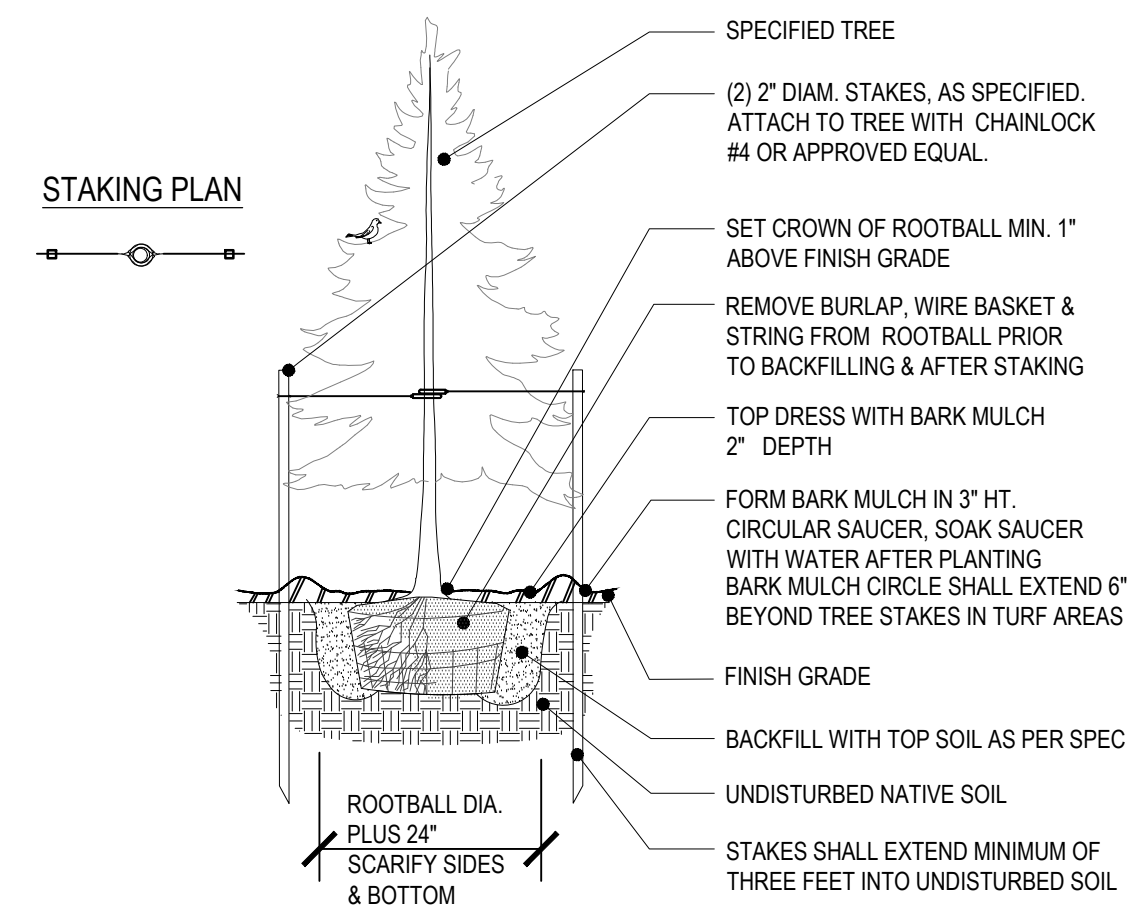 STAKING PLAN
SPECIFIED TREE
(2) 2" DIAM. STAKES, AS SPECIFIED.
ATTACH TO TREE WITH CHAINLOCK
#4 OR APPROVED EQUAL.
SET CROWN OF ROOTBALL MIN. 1"
ABOVE FINISH GRADE
REMOVE BURLAP, WIRE BASKET &
STRING FROM ROOTBALL PRIOR
TO BACKFILLING & AFTER STAKING
TOP DRESS WITH BARK MULCH
2" DEPTH
FORM BARK MULCH IN 3" HT.
CIRCULAR SAUCER, SOAK SAUCER
WITH WATER AFTER PLANTING
BARK MULCH CIRCLE SHALL EXTEND 6"
BEYOND TREE STAKES IN TURF AREAS
FINISH GRADE
BACKFILL WITH TOP SOIL AS PER SPEC
UNDISTURBED NATIVE SOIL
STAKES SHALL EXTEND MINIMUM OF
THREE FEET INTO UNDISTURBED SOIL
ROOTBALL DIA.
PLUS 24"
SCARIFY SIDES
& BOTTOM